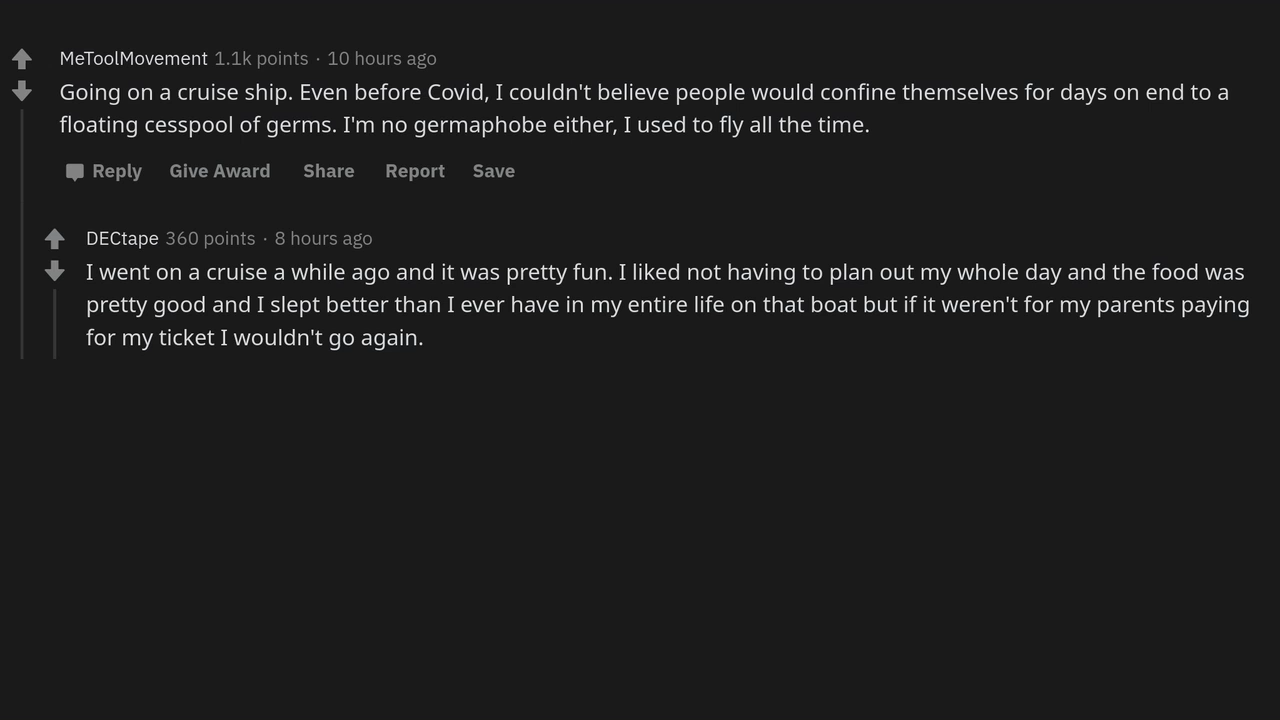 MeToolMovement 1.1k points · 10 hours ago
Going on a cruise ship. Even before Covid, I couldn't believe people would confine themselves for days on end to a
floating cesspool of germs. I'm no germaphobe either, I used to fly all the time.
Reply Give Award Share Report Save
DECtape 360 points · 8 hours ago
I went on a cruise a while ago and it was pretty fun. I liked not having to plan out my whole day and the food was
pretty good and I slept better than I ever have in my entire life on that boat but if it weren't for my parents paying
for my ticket I wouldn't go again.